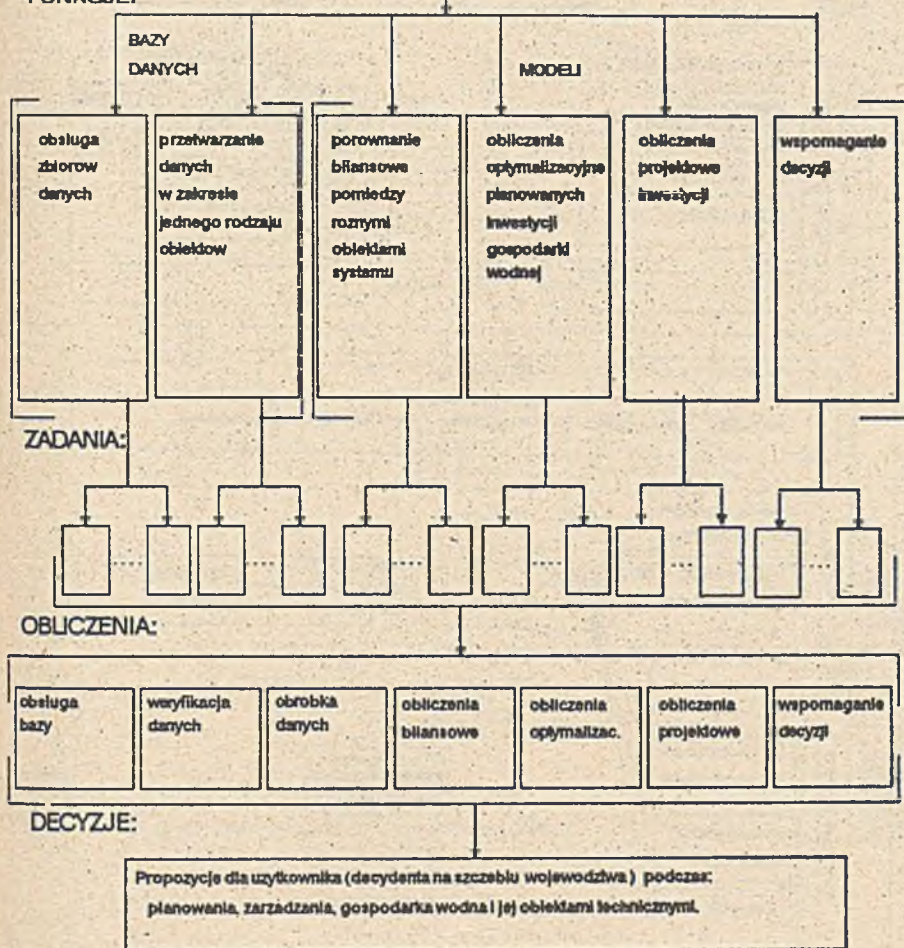 FUNKCJE:
BAZY
DANYCH
MODELI
obsluga
zbiorow
danych
przetwarzanie
danych
w zakresie
jednego rodzaju
obiektow
porownanie
bilansowe
pomiedzy
roznymi
obiektami
systemu
obliczenia
optymalizacyjne
planowanych
inwestycji
gospodarki
wodnej
obliczenia
projektowe
inwestycji
wspomaganie
decyzji
ZADANIA:
OBLICZENIA:
obsluga
bazy
weryfikacja
danych
obrobka
danych
obliczenia
bilansowe
obliczenia
optymalizac.
obliczenia
projektowe
wspomaganie
decyzji
DECYZJE:
Propozycje dla uzytkownika (decydenta na szczeblu wojewodztwa) podczas:
planowania, zarzadzania, gospodarka wodna i jej obiektami technicznymi.